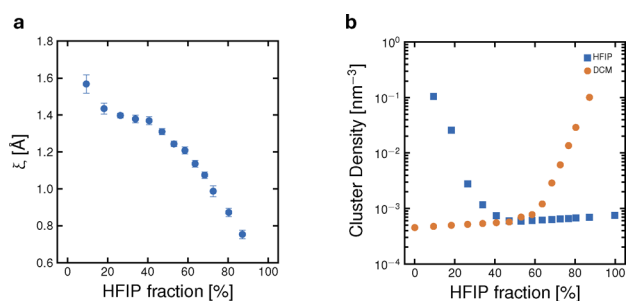 a
1.8
1.6
1.4
1.2
1.0
0.8
0.6
ξ [Å]
0 20 40 60 80 100
HFIP fraction [%]
b
10⁰
10⁻¹
10⁻²
10⁻³
10⁻⁴
Cluster Density [nm⁻³]
HFIP
DCM
0 20 40 60 80 100
HFIP fraction [%]